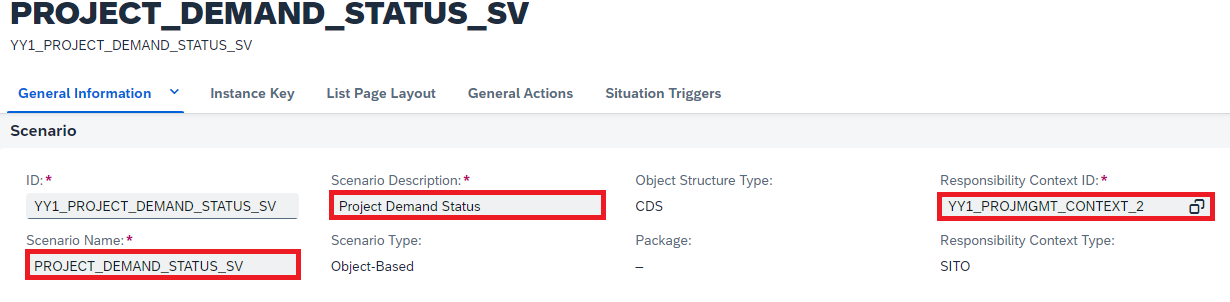 PROJECT_DEMAND_STATUS_SV
YY1_PROJECT_DEMAND_STATUS_SV
General Information Instance Key List Page Layout General Actions Situation Triggers
Scenario
ID:* Scenario Description:* Object Structure Type: Responsibility Context ID:*
YY1_PROJECT_DEMAND_STATUS_SV Project Demand Status CDS YY1_PROJMGMT_CONTEXT_2
Scenario Name:* Scenario Type: Package: Responsibility Context Type:
PROJECT_DEMAND_STATUS_SV Object-Based – SITO